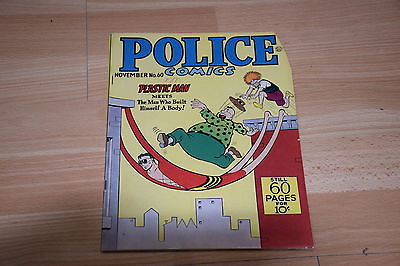 POLICE
COMICS
NOVEMBER No.60
PLASTIC MAN
MEETS
The Man Who Built
Himself A Body!
STILL
60
PAGES
FOR
10¢